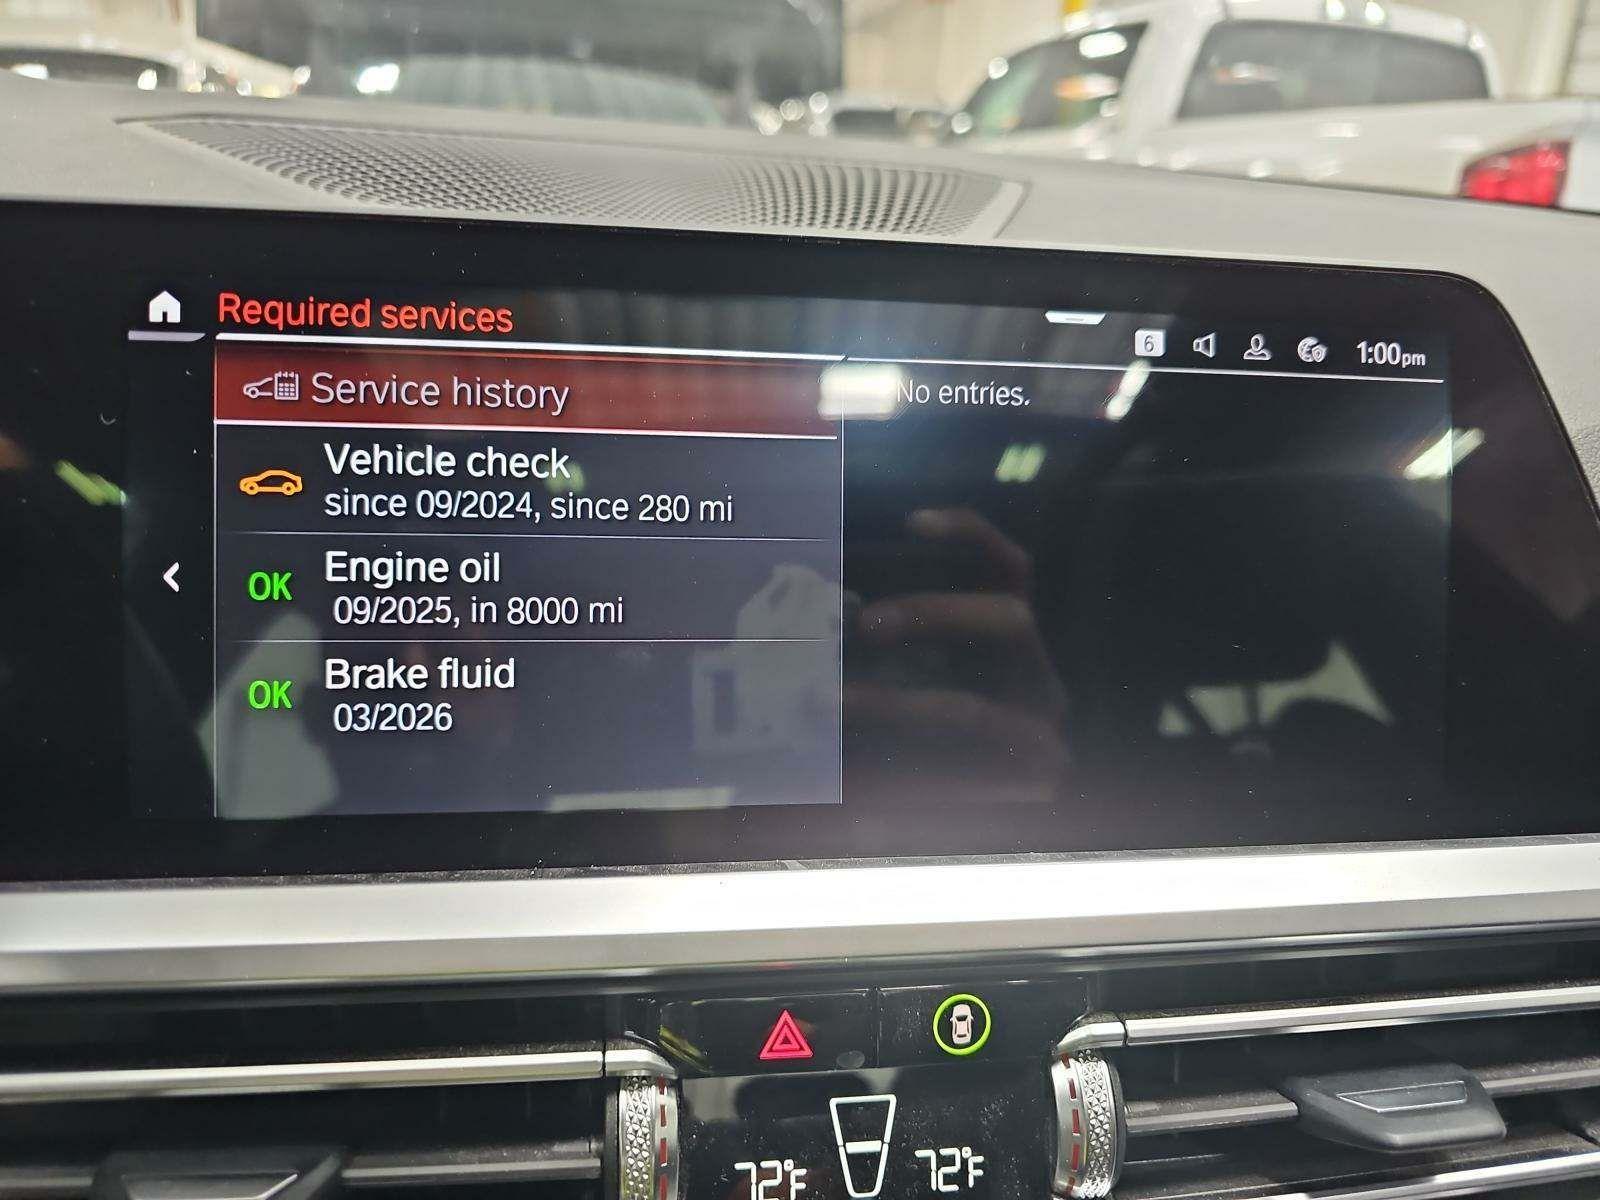 Required services
6
1:00pm
Service history
No entries.
Vehicle check
since 09/2024, since 280 mi
OK
Engine oil
09/2025, in 8000 mi
OK
Brake fluid
03/2026
72°F
72°F